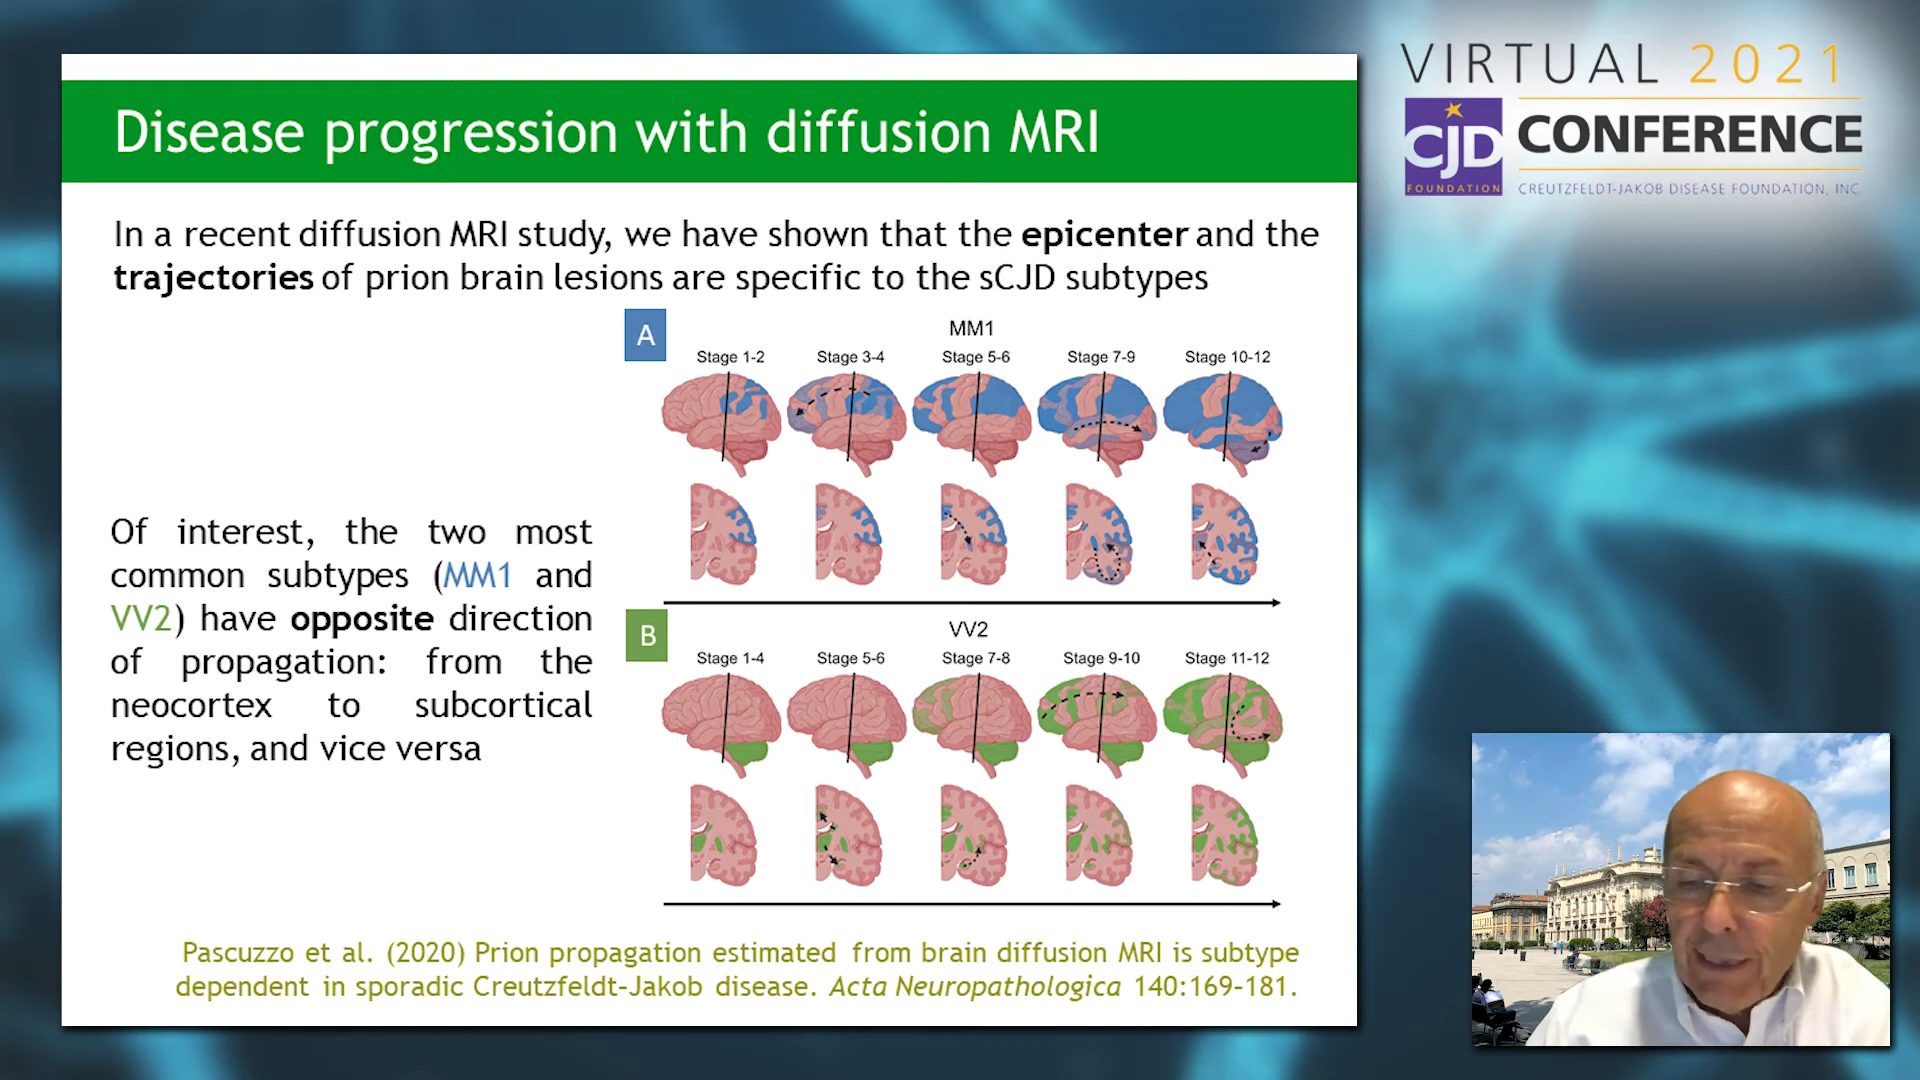 VIRTUAL 2021
CJD
FOUNDATION
CONFERENCE
CREUTZFELDT-JAKOB DISEASE FOUNDATION, INC
Disease progression with diffusion MRI
In a recent diffusion MRI study, we have shown that the epicenter and the
trajectories of prion brain lesions are specific to the sCJD subtypes
Of interest, the two most
common subtypes (MM1 and
VV2) have opposite direction
of propagation: from the
neocortex to subcortical
regions, and vice versa
A
MM1
Stage 1-2 Stage 3-4 Stage 5-6 Stage 7-9 Stage 10-12
B
VV2
Stage 1-4 Stage 5-6 Stage 7-8 Stage 9-10 Stage 11-12
Pascuzzo et al. (2020) Prion propagation estimated from brain diffusion MRI is subtype
dependent in sporadic Creutzfeldt–Jakob disease. Acta Neuropathologica 140:169–181.